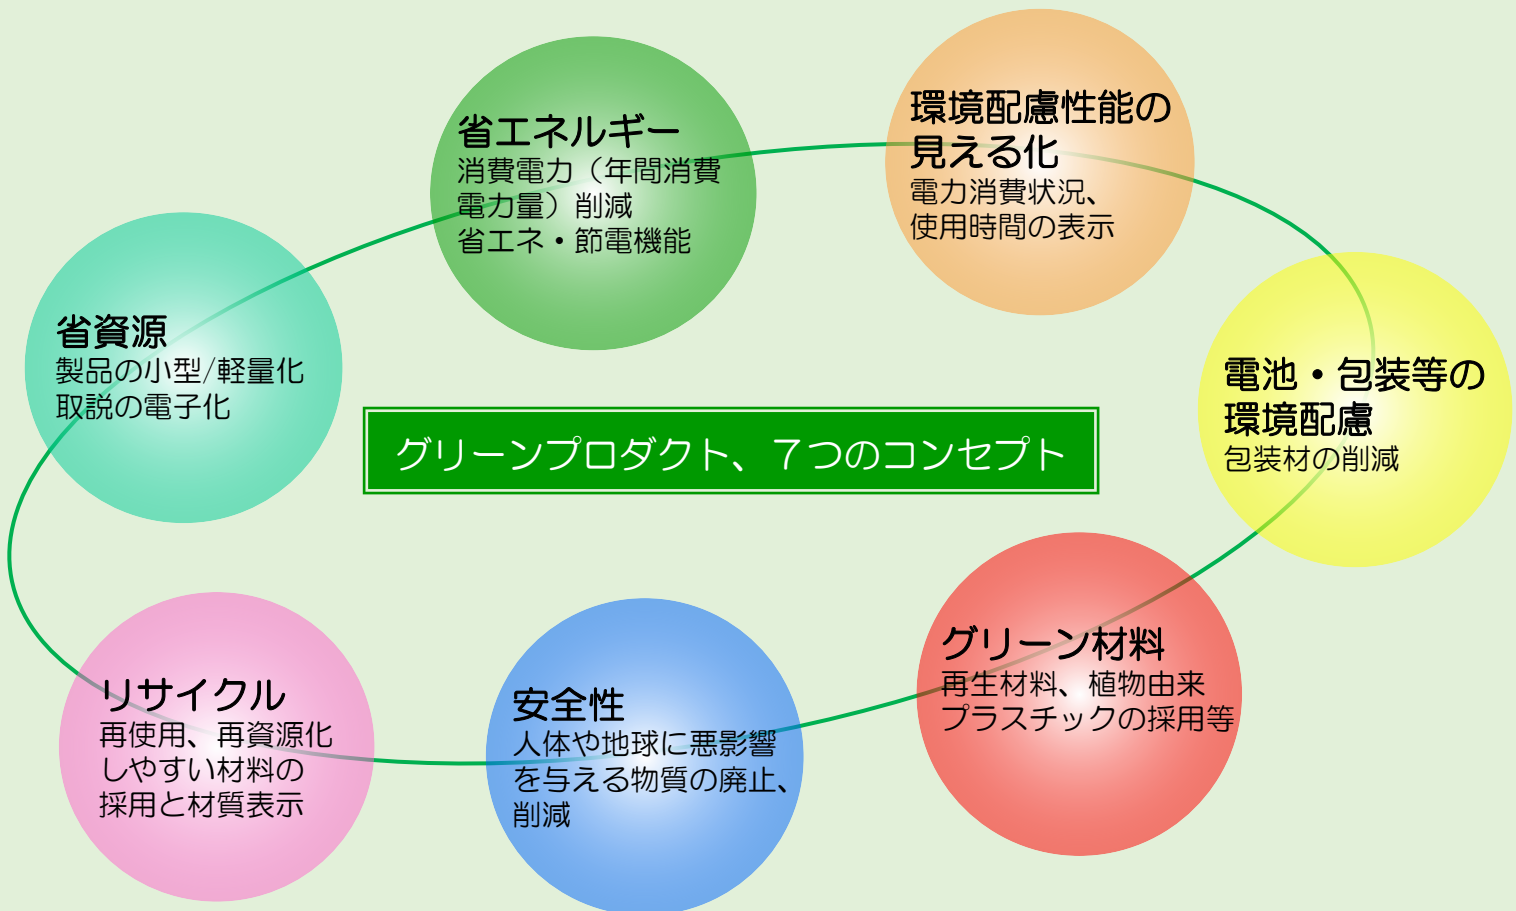 省エネルギー
消費電力（年間消費
電力量）削減
省エネ・節電機能
環境配慮性能の
見える化
電力消費状況、
使用時間の表示
省資源
製品の小型/軽量化
取説の電子化
電池・包装等の
環境配慮
包装材の削減
グリーンプロダクト、７つのコンセプト
グリーン材料
再生材料、植物由来
プラスチックの採用等
リサイクル
再使用、再資源化
しやすい材料の
採用と材質表示
安全性
人体や地球に悪影響
を与える物質の廃止、
削減